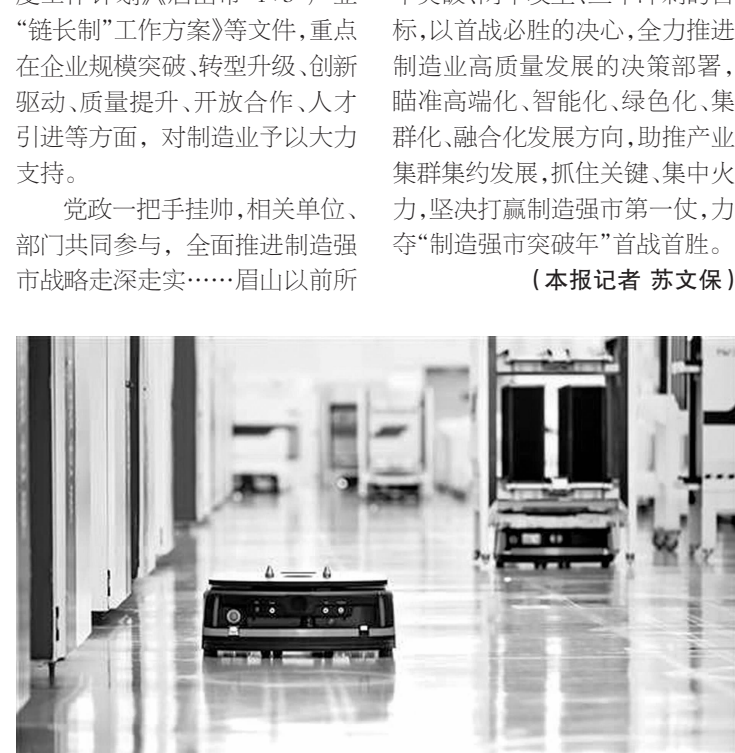 “链长制”工作方案》等文件，重点
在企业规模突破、转型升级、创新
驱动、质量提升、开放合作、人才
引进等方面，对制造业予以大力
支持。
党政一把手挂帅，相关单位、
部门共同参与，全面推进制造强
市战略走深走实……眉山以前所
标，以首战必胜的决心，全力推进
制造业高质量发展的决策部署，
瞄准高端化、智能化、绿色化、集
群化、融合化发展方向，助推产业
集群集约发展，抓住关键、集中火
力，坚决打赢制造强市第一仗，力
夺“制造强市突破年”首战首胜。
（本报记者 苏文保）